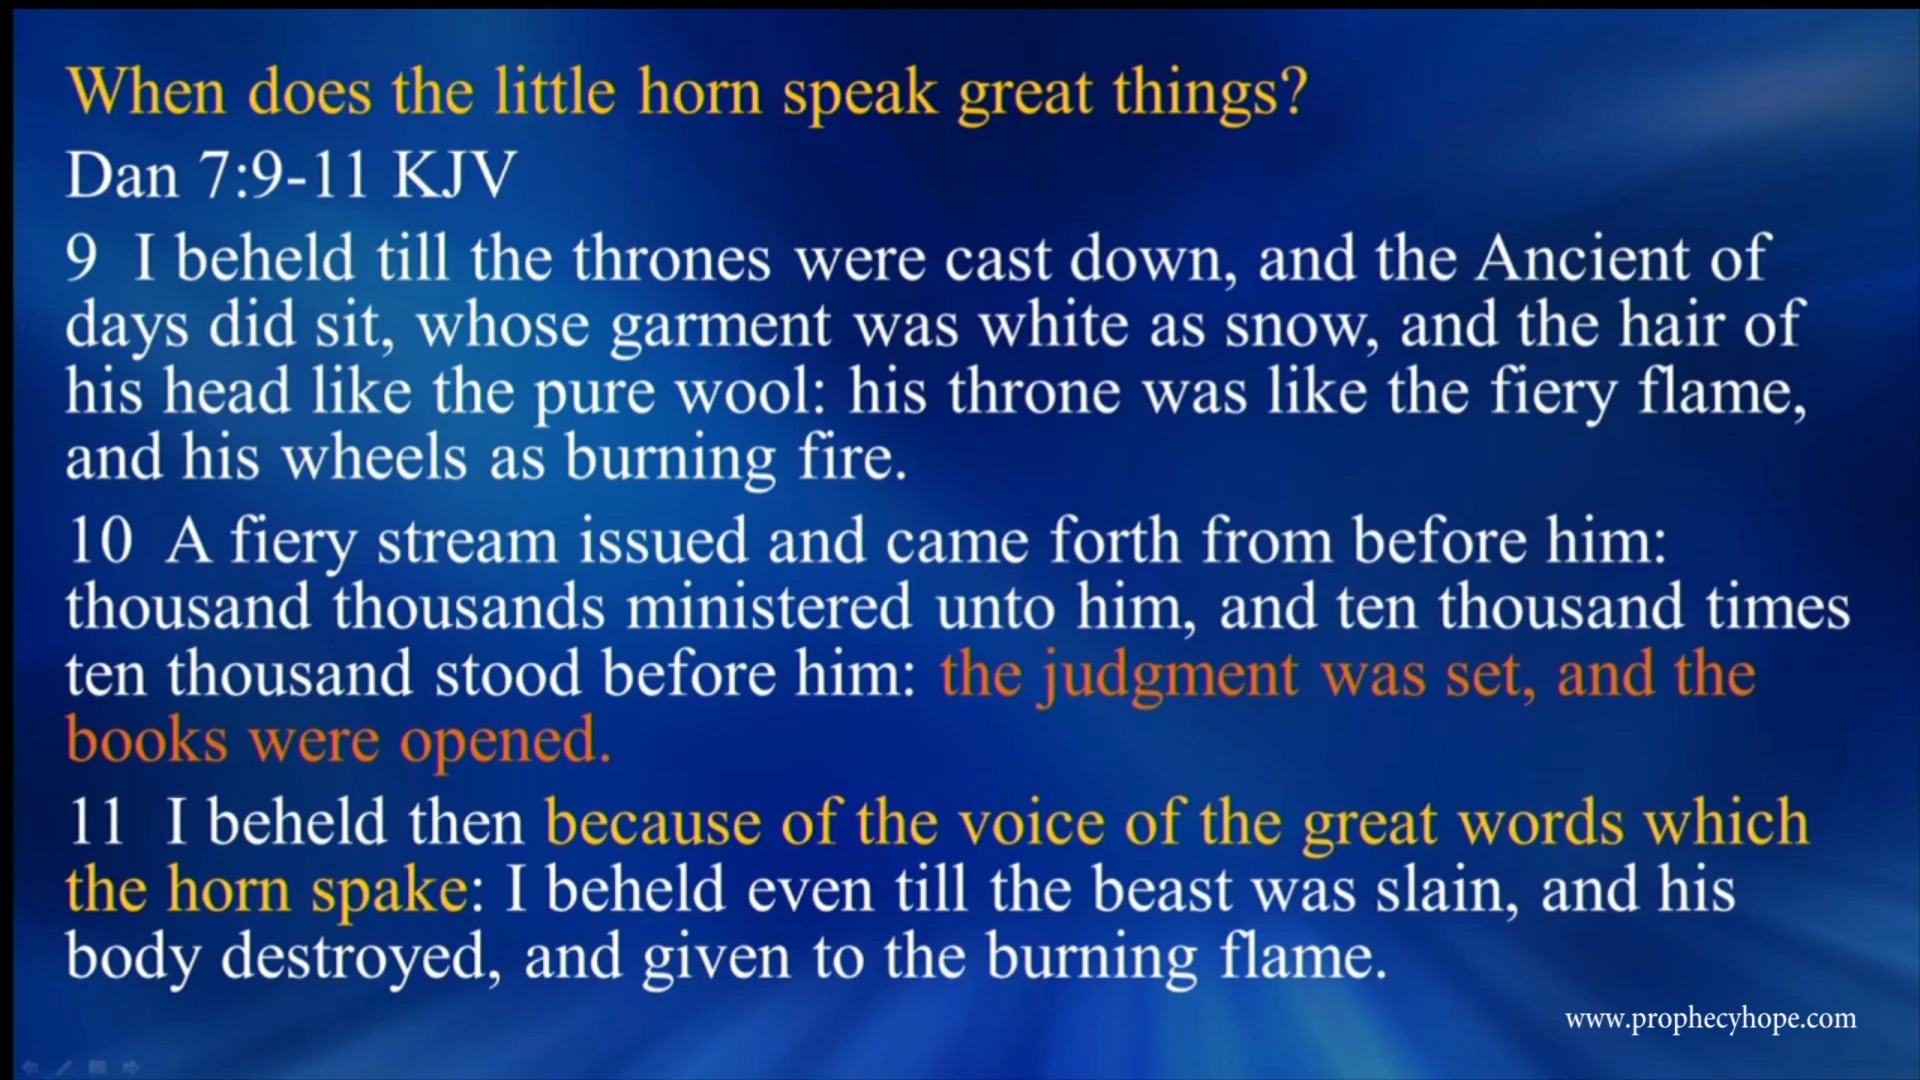 When does the little horn speak great things?
Dan 7:9-11 KJV
9 I beheld till the thrones were cast down, and the Ancient of
days did sit, whose garment was white as snow, and the hair of
his head like the pure wool: his throne was like the fiery flame,
and his wheels as burning fire.
10 A fiery stream issued and came forth from before him:
thousand thousands ministered unto him, and ten thousand times
ten thousand stood before him: the judgment was set, and the
books were opened.
11 I beheld then because of the voice of the great words which
the horn spake: I beheld even till the beast was slain, and his
body destroyed, and given to the burning flame.
www.prophecyhope.com